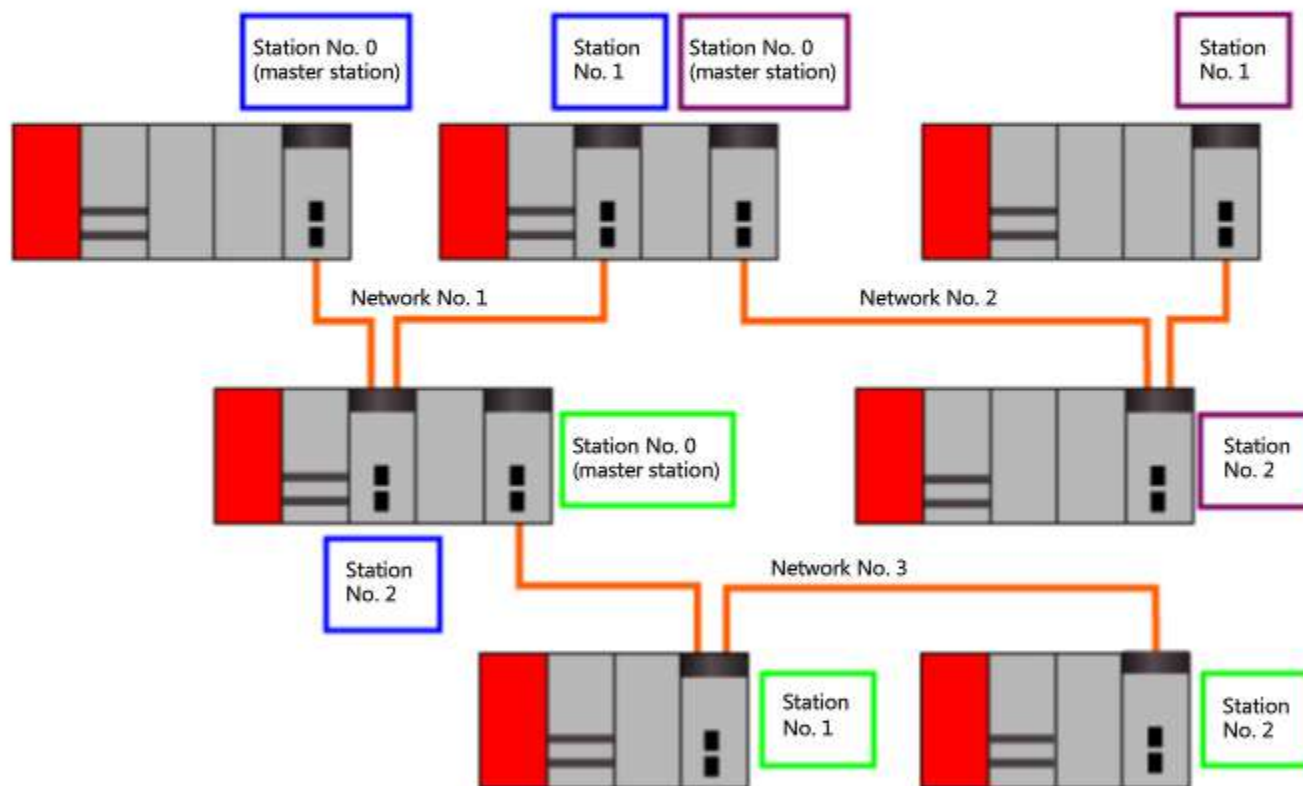 Station No. 0
(master station)
Station
No. 1
Station No. 0
(master station)
Station
No. 1
Network No. 1
Network No. 2
Station No. 0
(master station)
Station
No. 2
Station
No. 2
Network No. 3
Station
No. 1
Station
No. 2